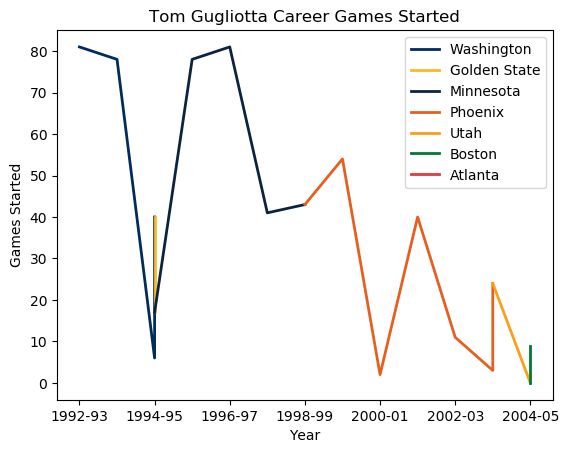 Tom Gugliotta Career Games Started
Games Started
80
70
60
50
40
30
20
10
0
Washington
Golden State
Minnesota
Phoenix
Utah
Boston
Atlanta
1992-93 1994-95 1996-97 1998-99 2000-01 2002-03 2004-05
Year